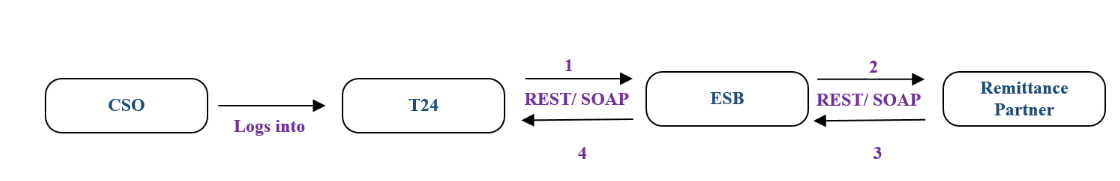 CSO
Logs into
T24
1
REST/ SOAP
4
ESB
2
REST/ SOAP
3
Remittance
Partner